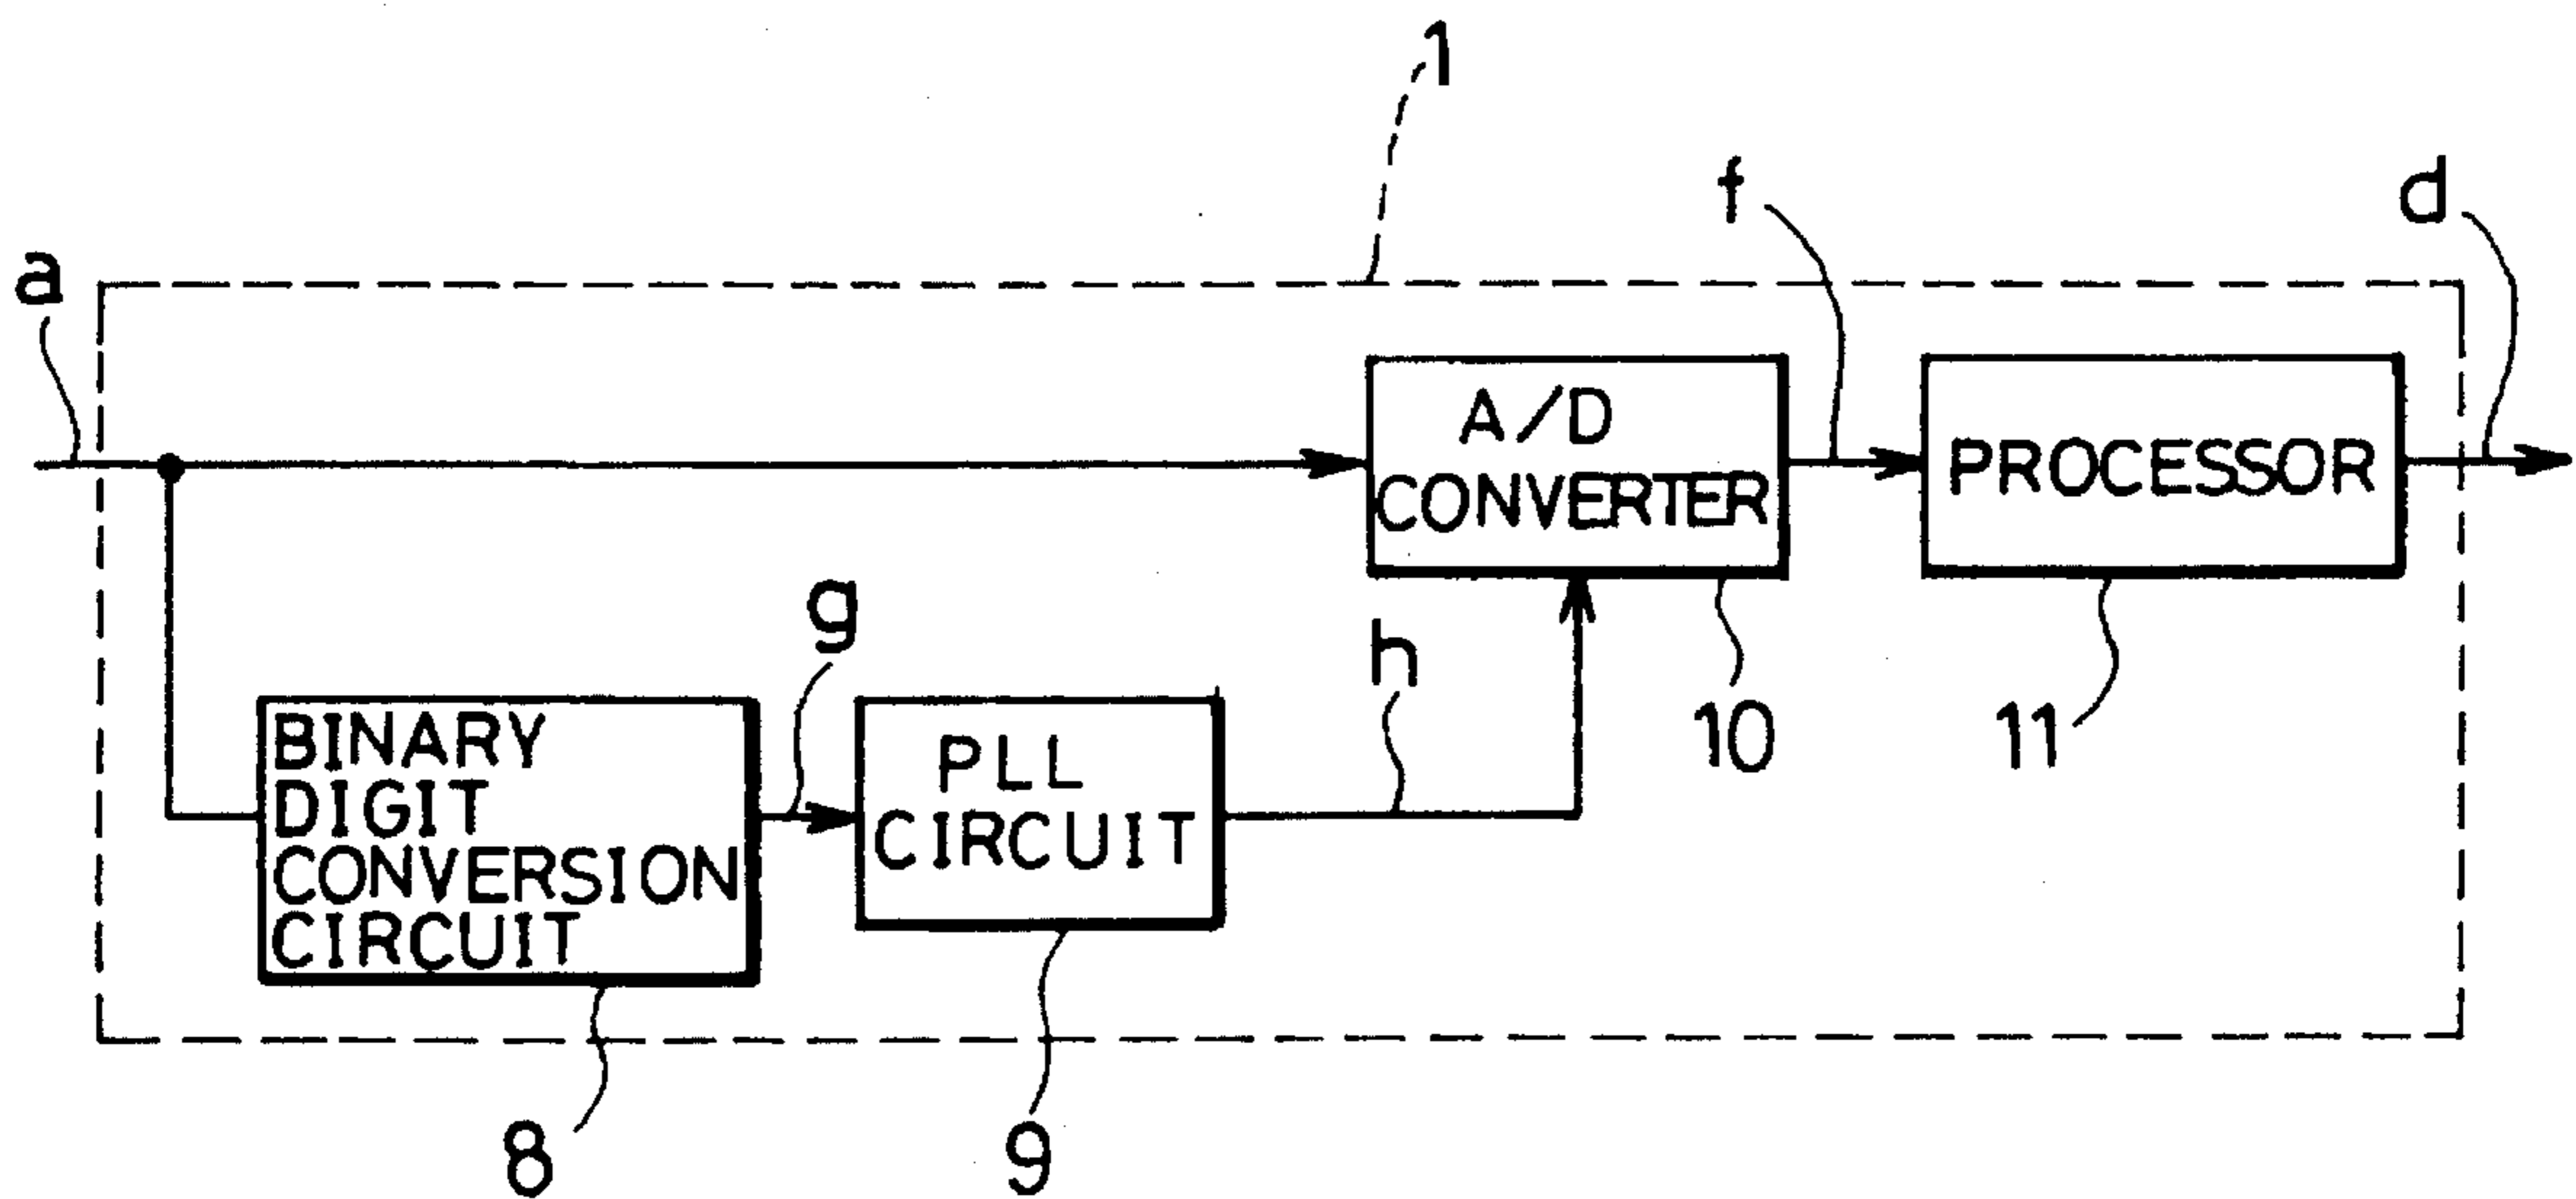 1
f
d
a
A/D
CONVERTER
PROCESSOR
g
h
10
11
BINARY
DIGIT
CONVERSION
CIRCUIT
PLL
CIRCUIT
8
9